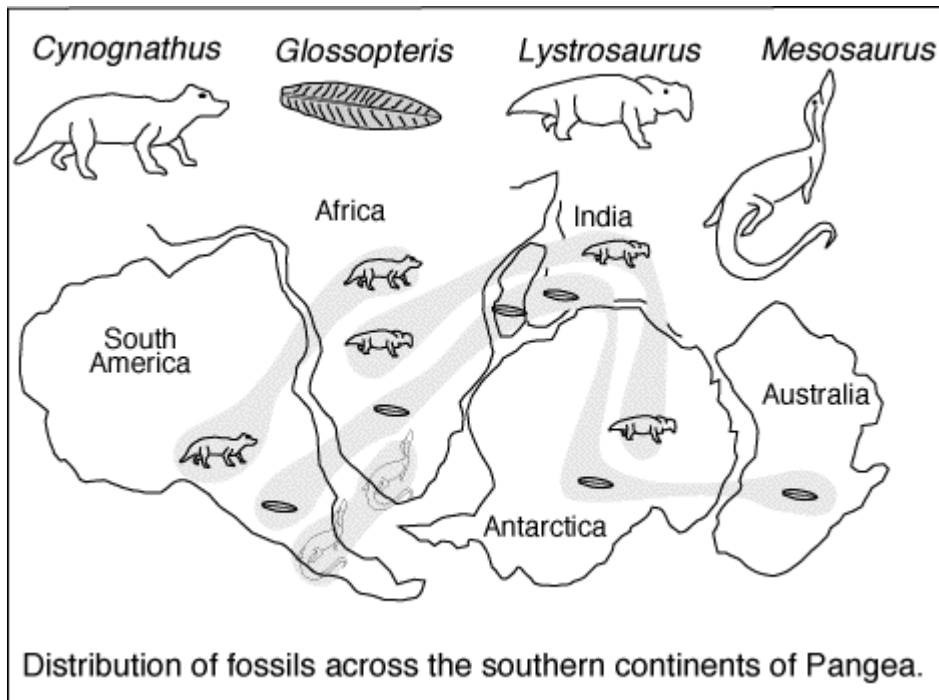 Cynognathus Glossopteris Lystrosaurus Mesosaurus
Africa
India
South
America
Australia
Antarctica
Distribution of fossils across the southern continents of Pangea.